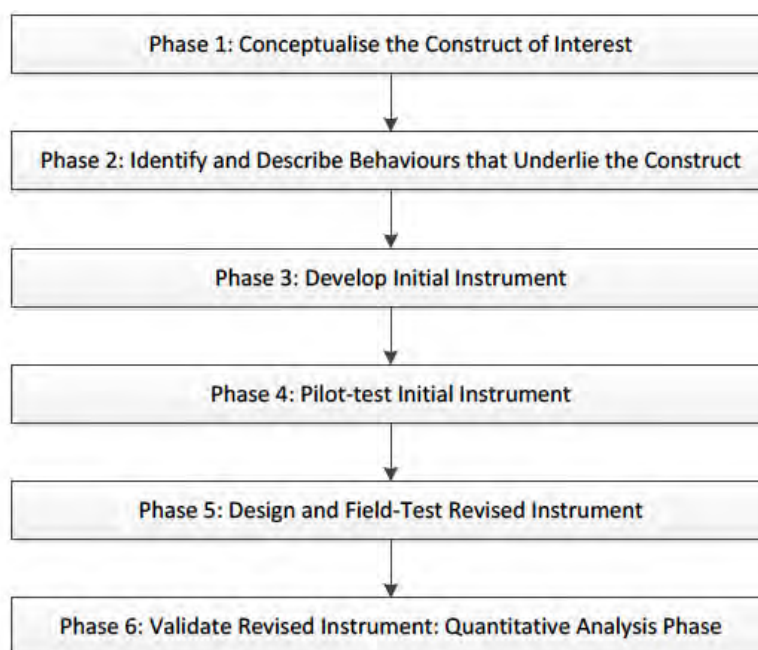 Phase 1: Conceptualise the Construct of Interest
Phase 2: Identify and Describe Behaviours that Underlie the Construct
Phase 3: Develop Initial Instrument
Phase 4: Pilot-test Initial Instrument
Phase 5: Design and Field-Test Revised Instrument
Phase 6: Validate Revised Instrument: Quantitative Analysis Phase